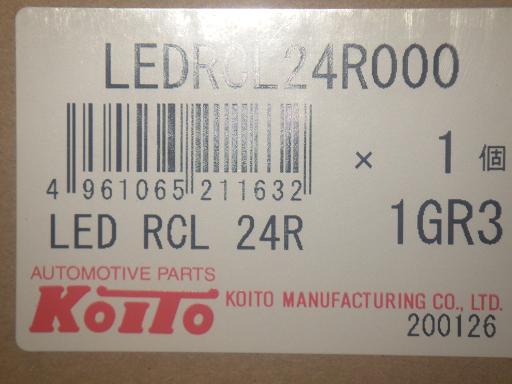 LEDRCL24R000
4 961065 211632
× 1 個
LED RCL 24R
1GR3
AUTOMOTIVE PARTS
KOITO
KOITO MANUFACTURING CO., LTD.
200126